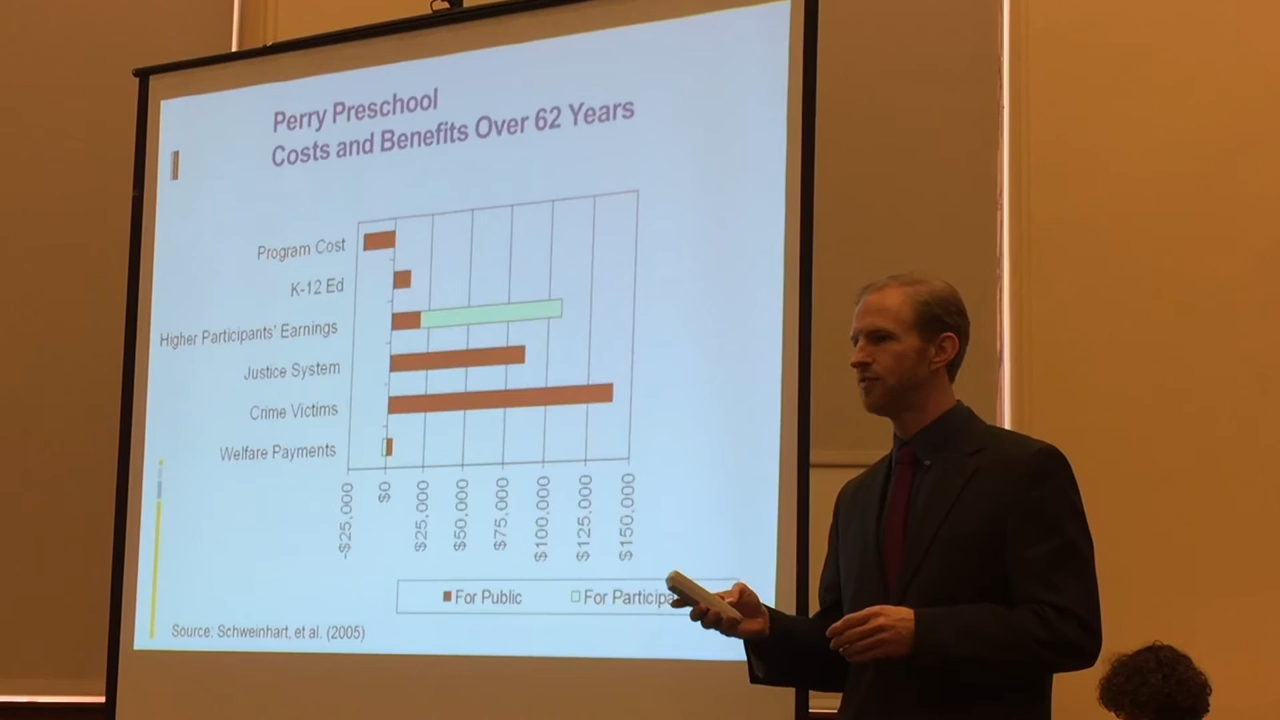 Perry Preschool
Costs and Benefits Over 62 Years
Program Cost
K-12 Ed
Higher Participants' Earnings
Justice System
Crime Victims
Welfare Payments
-$25,000
$0
$25,000
$50,000
$75,000
$100,000
$125,000
$150,000
For Public
For Participa
Source: Schweinhart, et al. (2005)